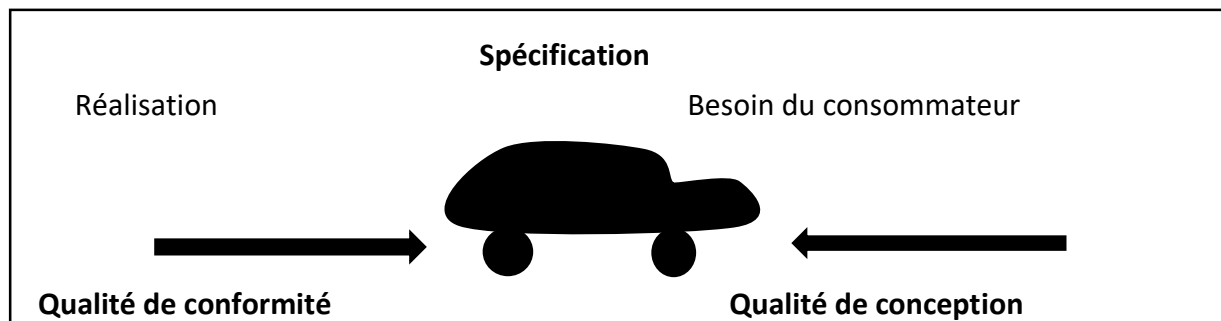 Spécification
Réalisation
Besoin du consommateur
Qualité de conformité
Qualité de conception